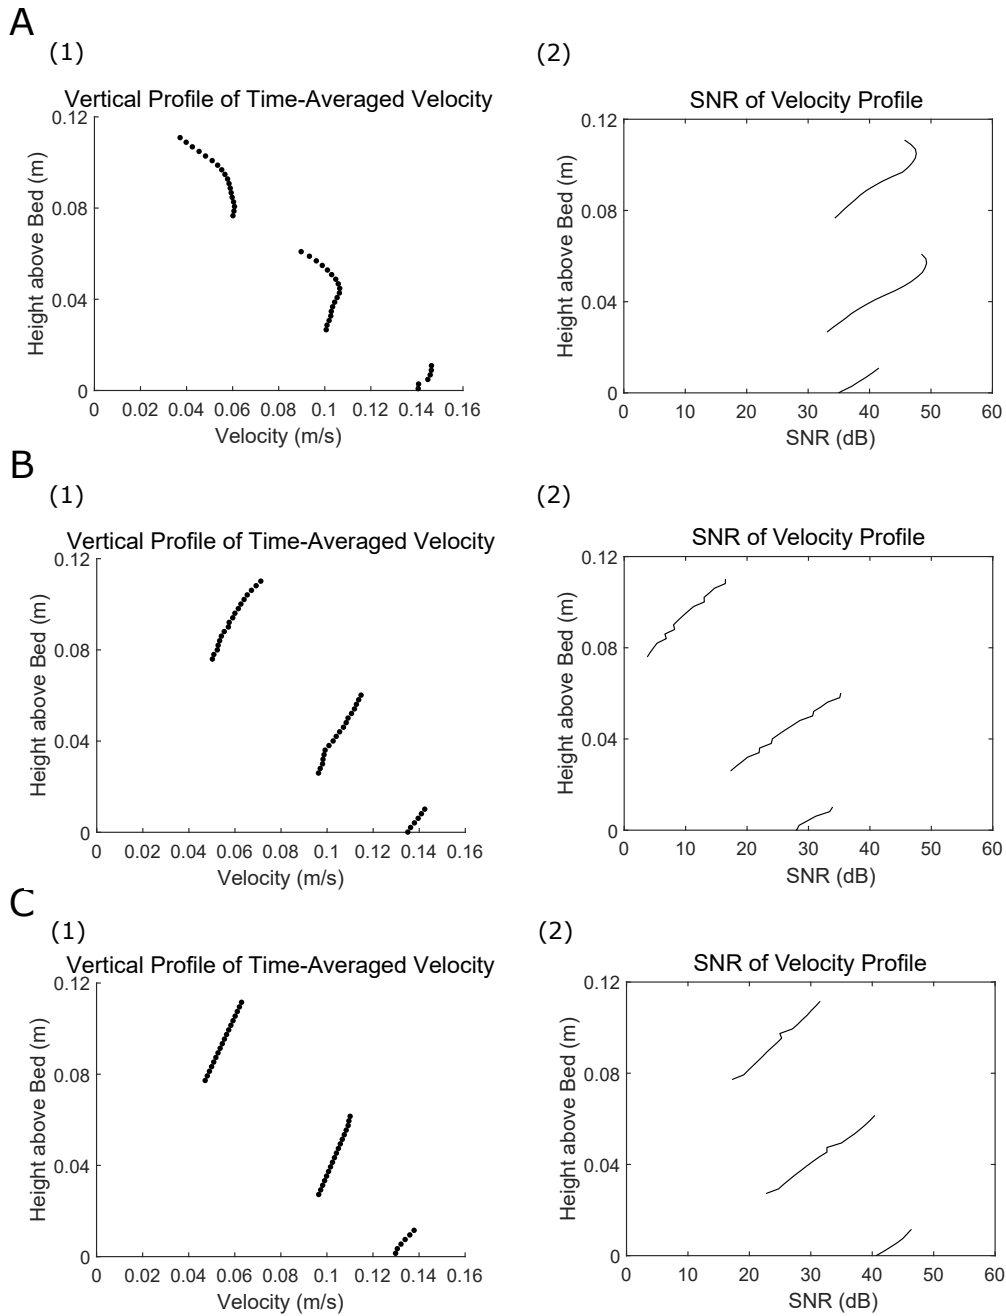 A
(1) (2)
Vertical Profile of Time-Averaged Velocity SNR of Velocity Profile
0.12 0.12
Height above Bed (m) Height above Bed (m)
0.08 0.08
0.04 0.04
0 0
0 0.02 0.04 0.06 0.08 0.1 0.12 0.14 0.16 0 10 20 30 40 50 60
Velocity (m/s) SNR (dB)
B
(1) (2)
Vertical Profile of Time-Averaged Velocity SNR of Velocity Profile
0.12 0.12
Height above Bed (m) Height above Bed (m)
0.08 0.08
0.04 0.04
0 0
0 0.02 0.04 0.06 0.08 0.1 0.12 0.14 0.16 0 10 20 30 40 50 60
Velocity (m/s) SNR (dB)
C
(1) (2)
Vertical Profile of Time-Averaged Velocity SNR of Velocity Profile
0.12 0.12
Height above Bed (m) Height above Bed (m)
0.08 0.08
0.04 0.04
0 0
0 0.02 0.04 0.06 0.08 0.1 0.12 0.14 0.16 0 10 20 30 40 50 60
Velocity (m/s) SNR (dB)